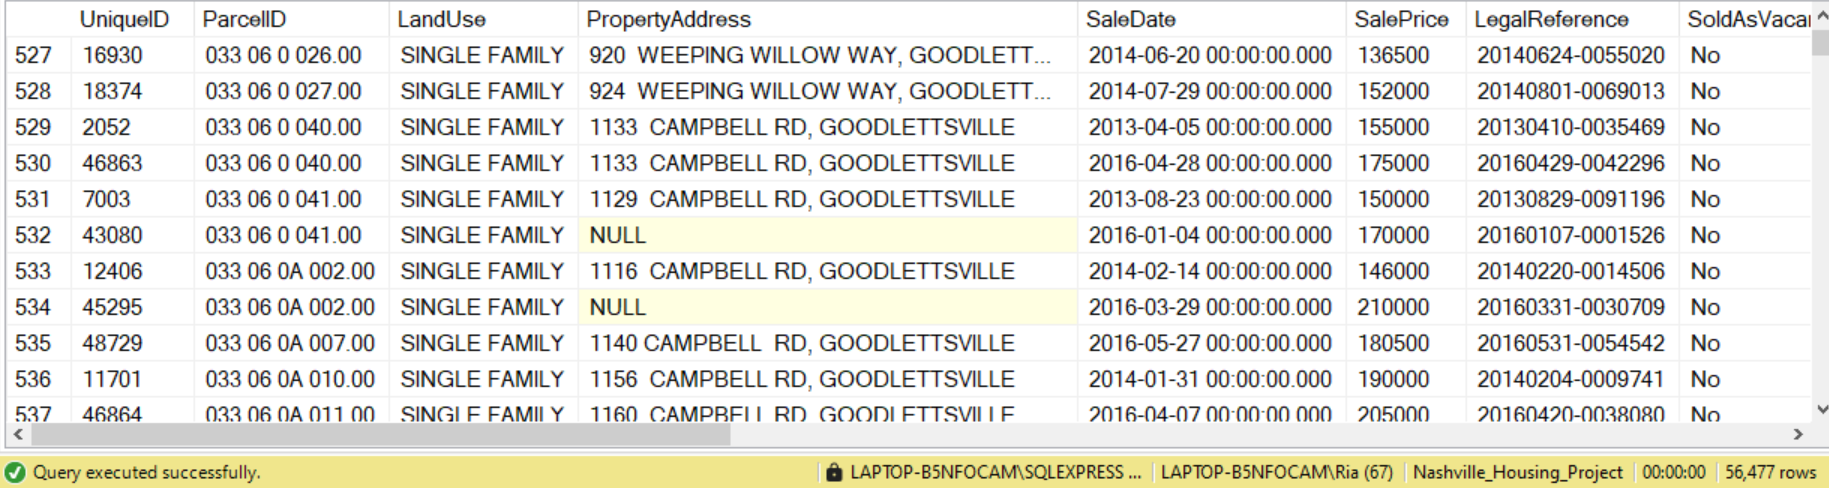 UniqueID ParcelID LandUse PropertyAddress SaleDate SalePrice LegalReference SoldAsVacar
527 16930 033 06 0 026.00 SINGLE FAMILY 920  WEEPING WILLOW WAY, GOODLETT... 2014-06-20 00:00:00.000 136500 20140624-0055020 No
528 18374 033 06 0 027.00 SINGLE FAMILY 924  WEEPING WILLOW WAY, GOODLETT... 2014-07-29 00:00:00.000 152000 20140801-0069013 No
529 2052 033 06 0 040.00 SINGLE FAMILY 1133  CAMPBELL RD, GOODLETTSVILLE 2013-04-05 00:00:00.000 155000 20130410-0035469 No
530 46863 033 06 0 040.00 SINGLE FAMILY 1133  CAMPBELL RD, GOODLETTSVILLE 2016-04-28 00:00:00.000 175000 20160429-0042296 No
531 7003 033 06 0 041.00 SINGLE FAMILY 1129  CAMPBELL RD, GOODLETTSVILLE 2013-08-23 00:00:00.000 150000 20130829-0091196 No
532 43080 033 06 0 041.00 SINGLE FAMILY NULL 2016-01-04 00:00:00.000 170000 20160107-0001526 No
533 12406 033 06 0A 002.00 SINGLE FAMILY 1116  CAMPBELL RD, GOODLETTSVILLE 2014-02-14 00:00:00.000 146000 20140220-0014506 No
534 45295 033 06 0A 002.00 SINGLE FAMILY NULL 2016-03-29 00:00:00.000 210000 20160331-0030709 No
535 48729 033 06 0A 007.00 SINGLE FAMILY 1140 CAMPBELL  RD, GOODLETTSVILLE 2016-05-27 00:00:00.000 180500 20160531-0054542 No
536 11701 033 06 0A 010.00 SINGLE FAMILY 1156  CAMPBELL RD, GOODLETTSVILLE 2014-01-31 00:00:00.000 190000 20140204-0009741 No
537 46864 033 06 0A 011.00 SINGLE FAMILY 1160  CAMPBELL RD, GOODLETTSVILLE 2016-04-07 00:00:00.000 205000 20160420-0038080 No
Query executed successfully. LAPTOP-B5NFOCAM\SQLEXPRESS ... LAPTOP-B5NFOCAM\Ria (67) Nashville_Housing_Project 00:00:00 56,477 rows